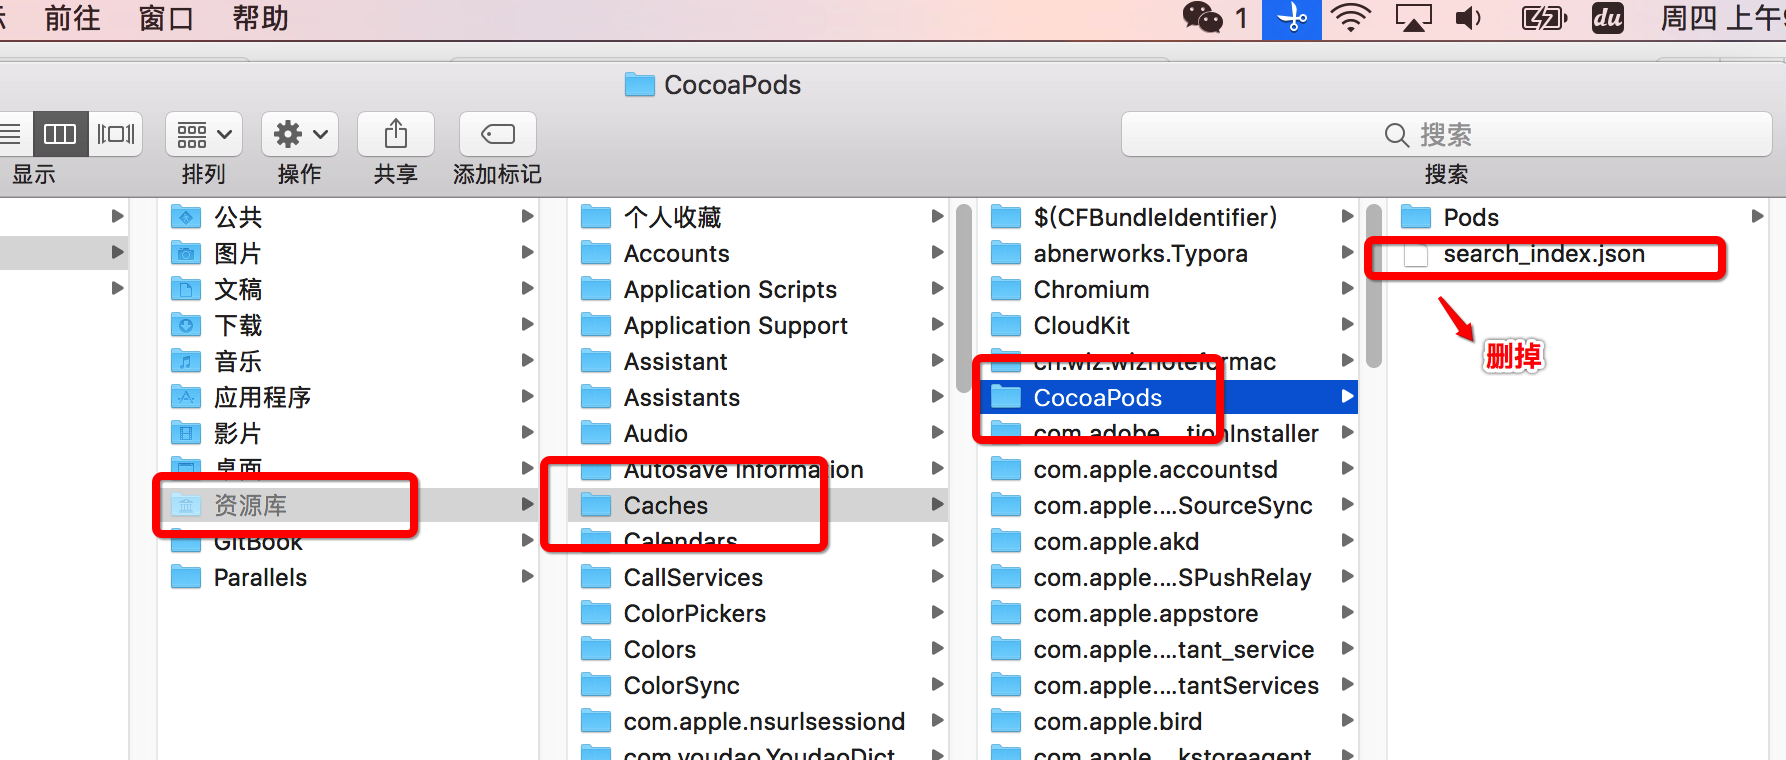 前往 窗口 帮助 1 du 周四 上午
CocoaPods
搜索
显示 排列 操作 共享 添加标记 搜索
公共
图片
文稿
下载
音乐
应用程序
影片
桌面
资源库
GitBook
Parallels
个人收藏
Accounts
Application Scripts
Application Support
Assistant
Assistants
Audio
Autosave Information
Caches
Calendars
CallServices
ColorPickers
Colors
ColorSync
com.apple.nsurlsessiond
com.youdao.YoudaoDict
$(CFBundleIdentifier)
abnerworks.Typora
Chromium
CloudKit
cn.wiz.wiznoteformac
CocoaPods
com.adobe....tionInstaller
com.apple.accountsd
com.apple....SourceSync
com.apple.akd
com.apple....SPushRelay
com.apple.appstore
com.apple....tant_service
com.apple....tantServices
com.apple.bird
com.apple....kstoreagent
Pods
search_index.json
删掉